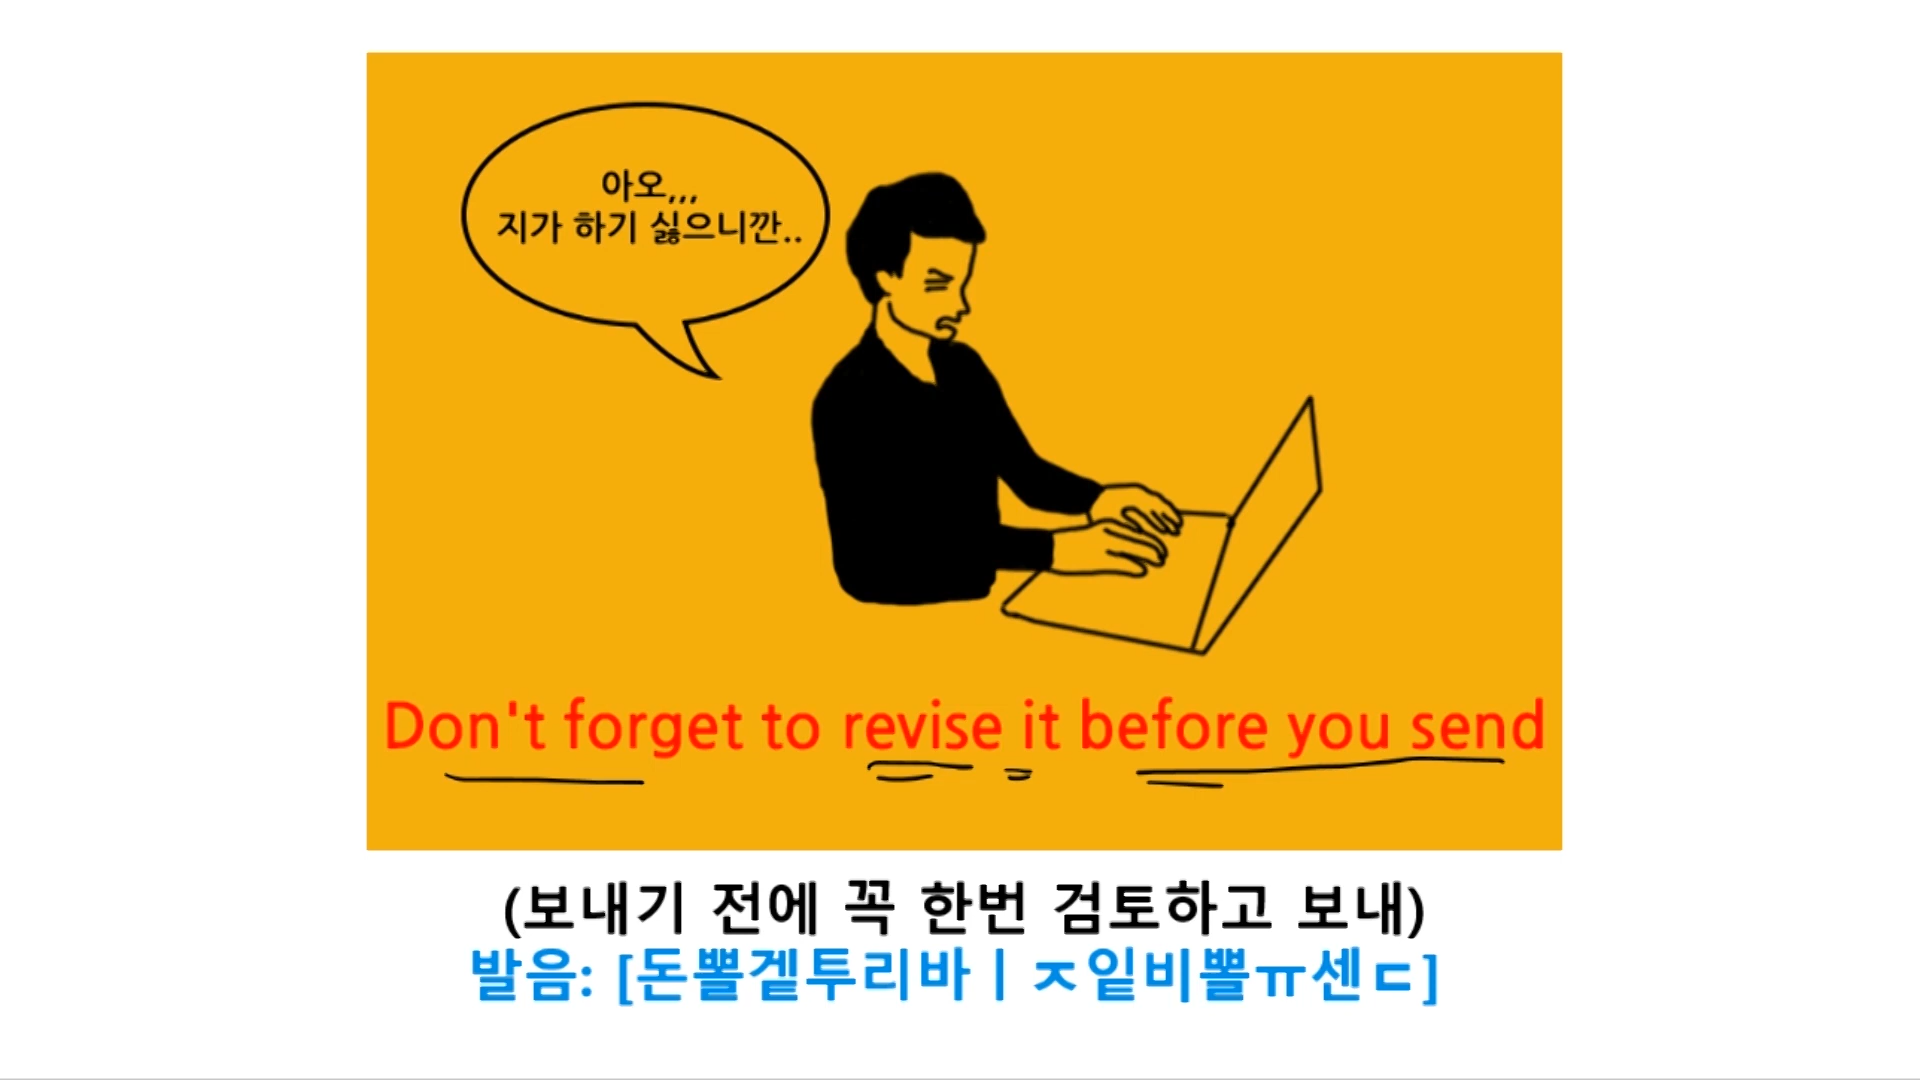 아오,,,
지가 하기 싫으니깐..
Don't forget to revise it before you send
(보내기 전에 꼭 한번 검토하고 보내)
발음: [돈뽈겥투리바ㅣㅈ잍비뽈ㅠ센ㄷ]